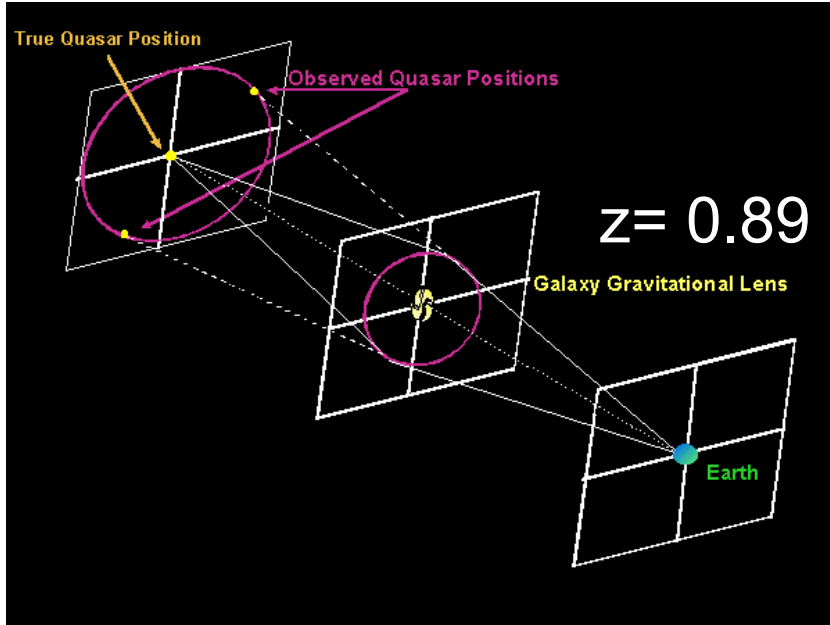 True Quasar Position
Observed Quasar Positions
z= 0.89
Galaxy Gravitational Lens
Earth